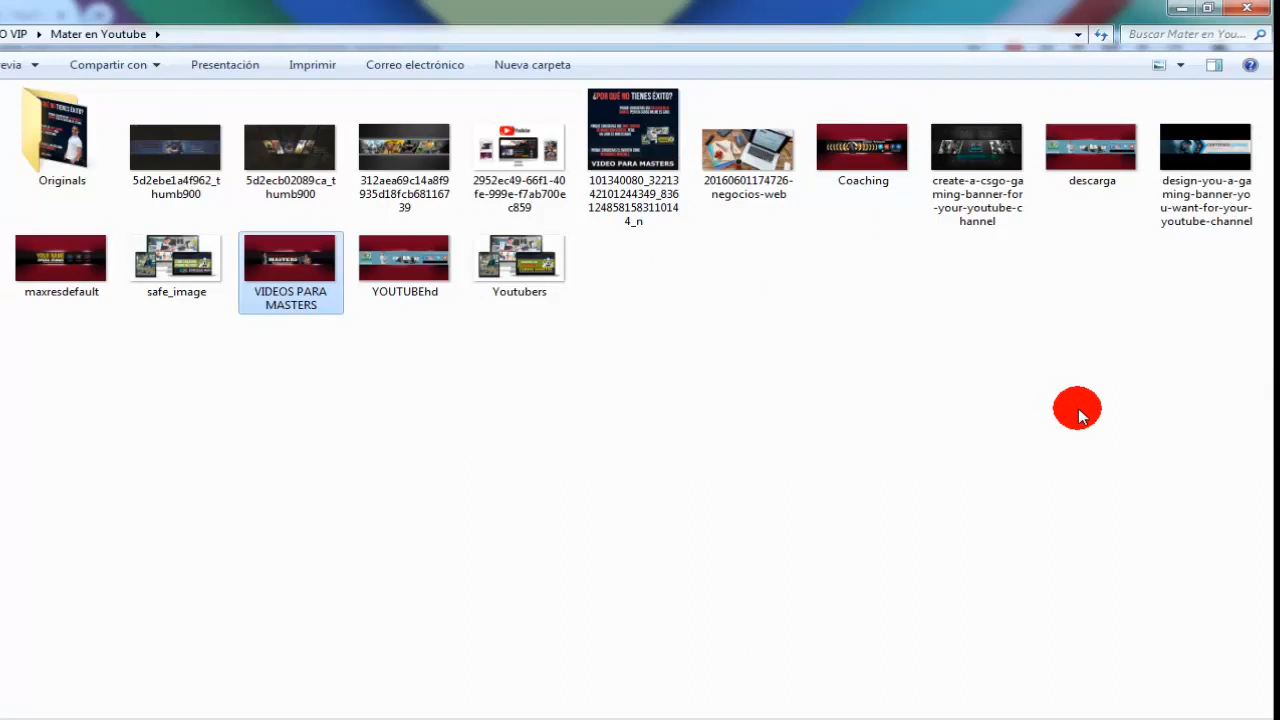 O VIP Mater en Youtube
Buscar Mater en You...
evia Compartir con Presentación Imprimir Correo electrónico Nueva carpeta
Originals
5d2ebe1a4f962_t
humb900
5d2ecb02089ca_t
humb900
312aea69c14a8f9
935d18fcb681167
39
2952ec49-66f1-40
fe-999e-f7ab700e
c859
¿POR QUÉ NO TIENES ÉXITO?
VIDEO PARA MASTERS
101340080_32213
42101244349_836
124858158311014
4_n
20160601174726-
negocios-web
Coaching
create-a-csgo-ga
ming-banner-for
-your-youtube-c
hannel
descarga
design-you-a-ga
ming-banner-yo
u-want-for-your-
youtube-channel
maxresdefault
safe_image
MASTERS
VIDEOS PARA
MASTERS
YOUTUBEhd
Youtubers